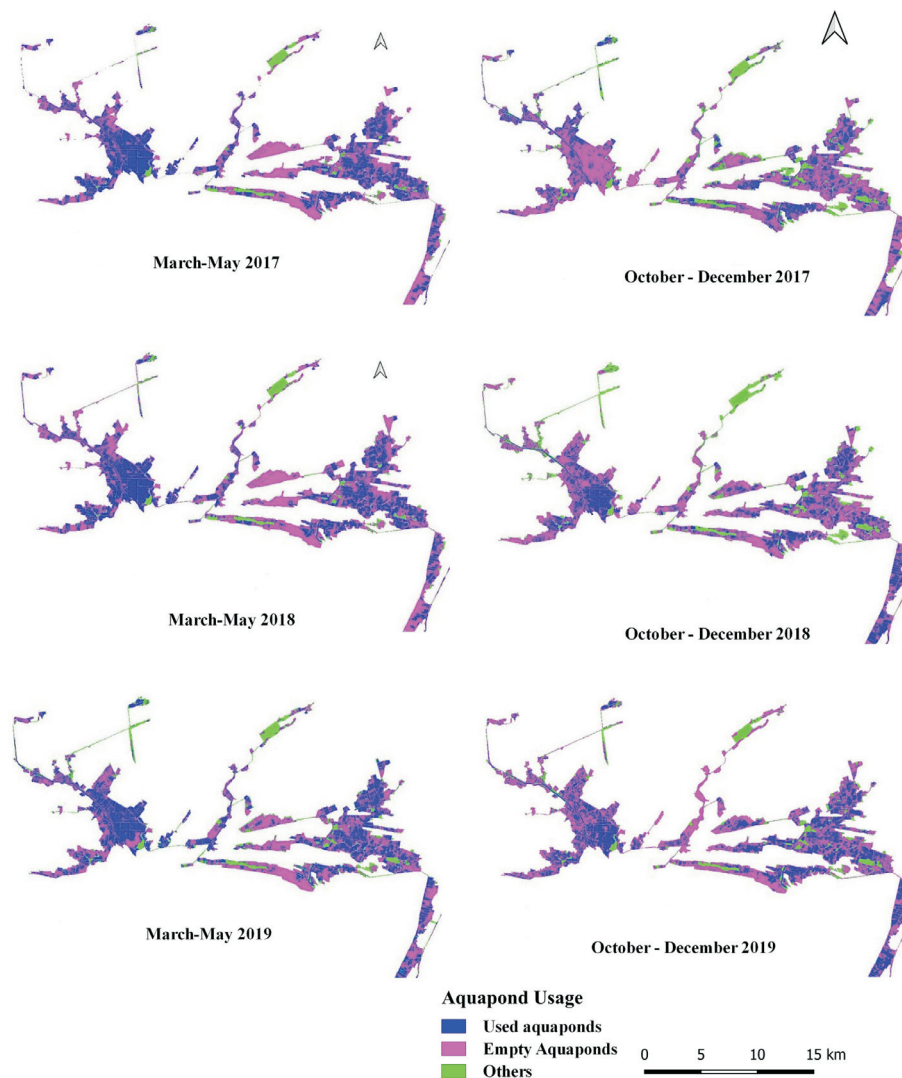 March-May 2017
October - December 2017
March-May 2018
October - December 2018
March-May 2019
October - December 2019
Aquapond Usage
Used aquaponds
Empty Aquaponds
Others
0 5 10 15 km